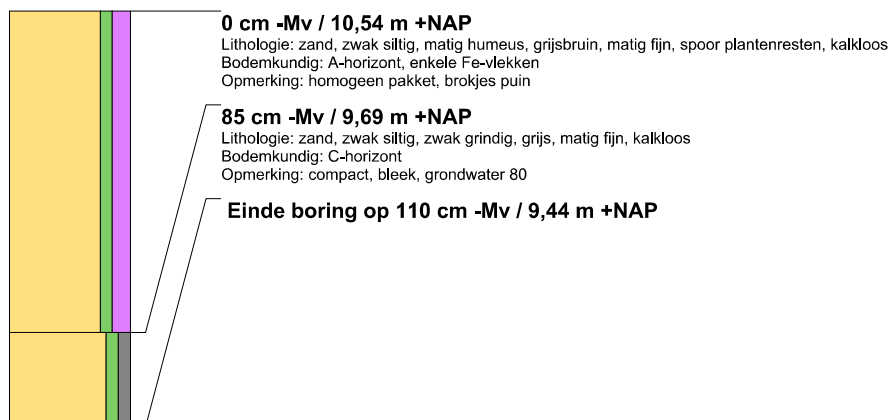 0 cm -Mv / 10,54 m +NAP
Lithologie: zand, zwak siltig, matig humeus, grijsbruin, matig fijn, spoor plantenresten, kalkloos
Bodemkundig: A-horizont, enkele Fe-vlekken
Opmerking: homogeen pakket, brokjes puin
85 cm -Mv / 9,69 m +NAP
Lithologie: zand, zwak siltig, zwak grindig, grijs, matig fijn, kalkloos
Bodemkundig: C-horizont
Opmerking: compact, bleek, grondwater 80
Einde boring op 110 cm -Mv / 9,44 m +NAP